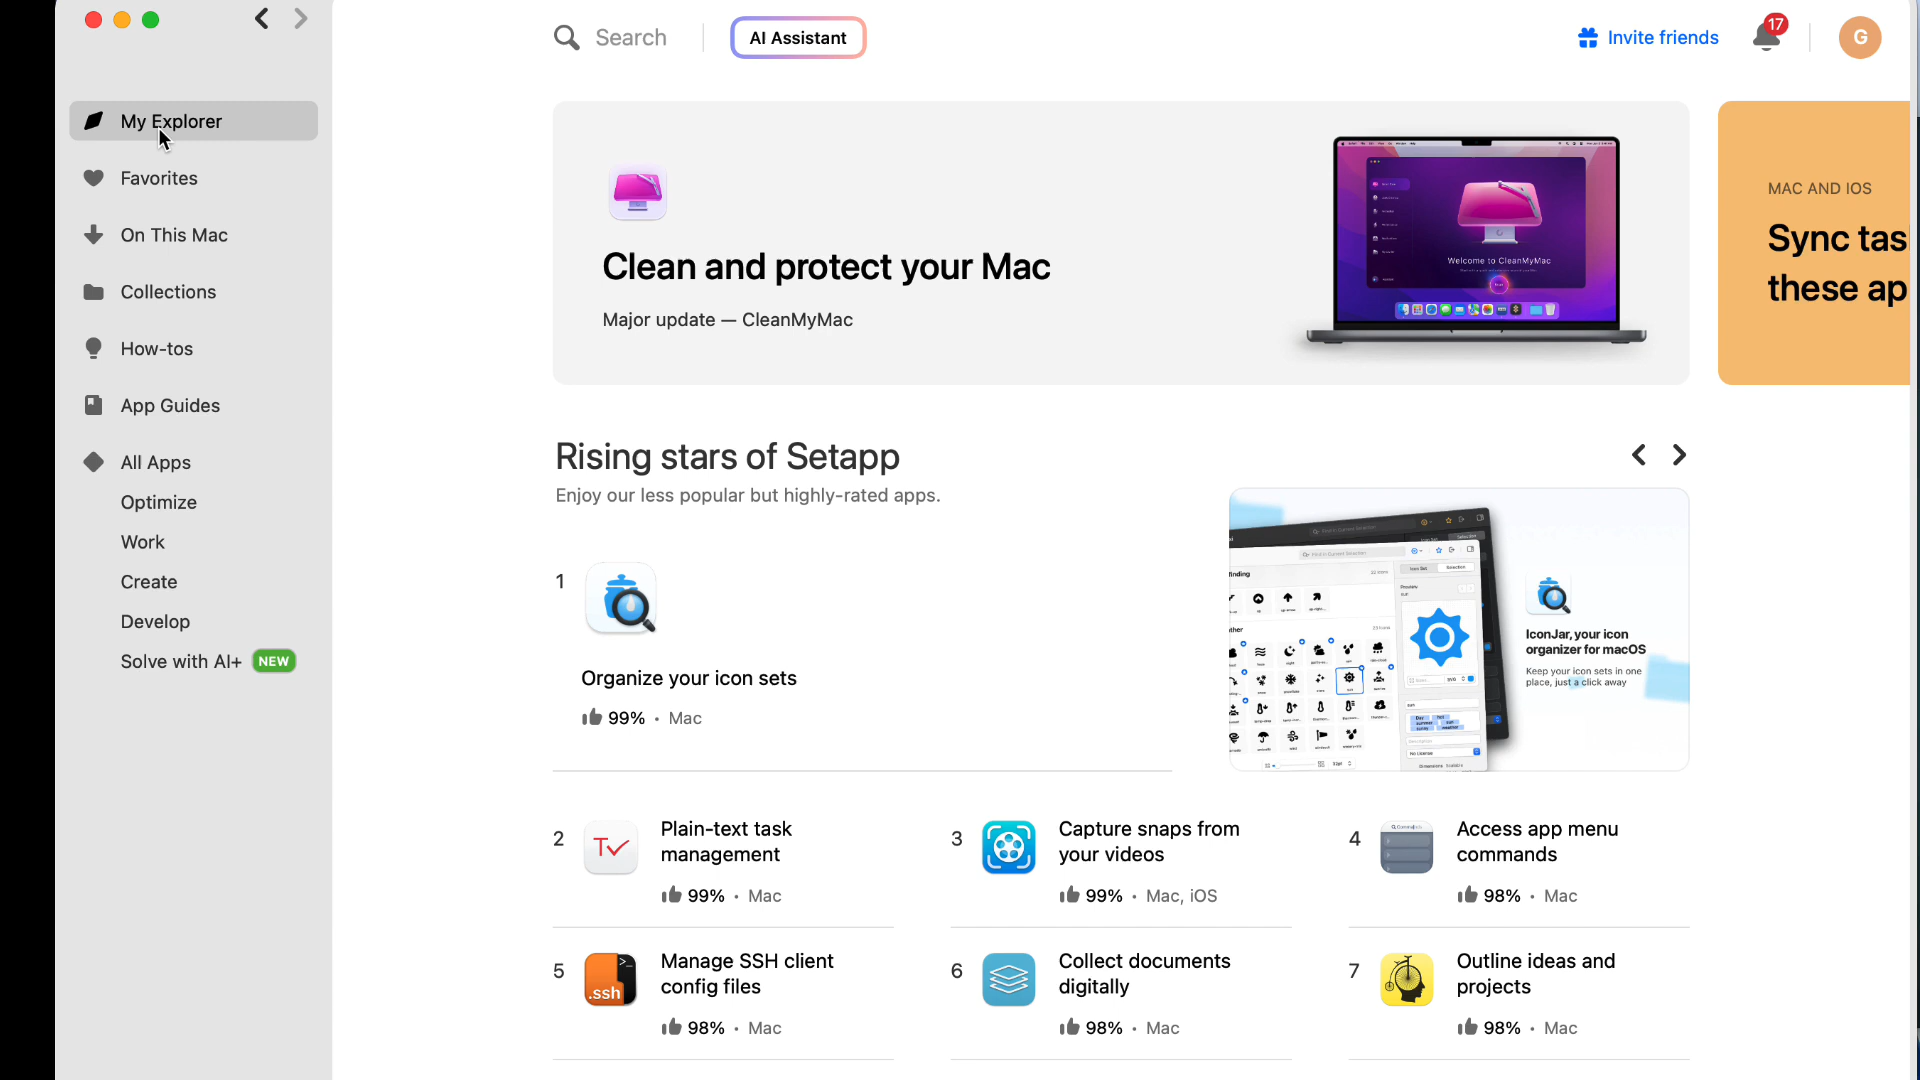 Search
AI Assistant
Invite friends
17
G
My Explorer
Favorites
On This Mac
Collections
How-tos
App Guides
All Apps
Optimize
Work
Create
Develop
Solve with AI+ NEW
Clean and protect your Mac
Major update — CleanMyMac
Welcome to CleanMyMac
MAC AND IOS
Sync tas
these ap
Rising stars of Setapp
Enjoy our less popular but highly-rated apps.
1
Organize your icon sets
99% · Mac
IconJar, your icon
organizer for macOS
Keep your icon sets in one
place, just a click away
2
Plain-text task
management
99% · Mac
3
Capture snaps from
your videos
99% · Mac, iOS
4
Access app menu
commands
98% · Mac
5
>_
.ssh
Manage SSH client
config files
98% · Mac
6
Collect documents
digitally
98% · Mac
7
Outline ideas and
projects
98% · Mac